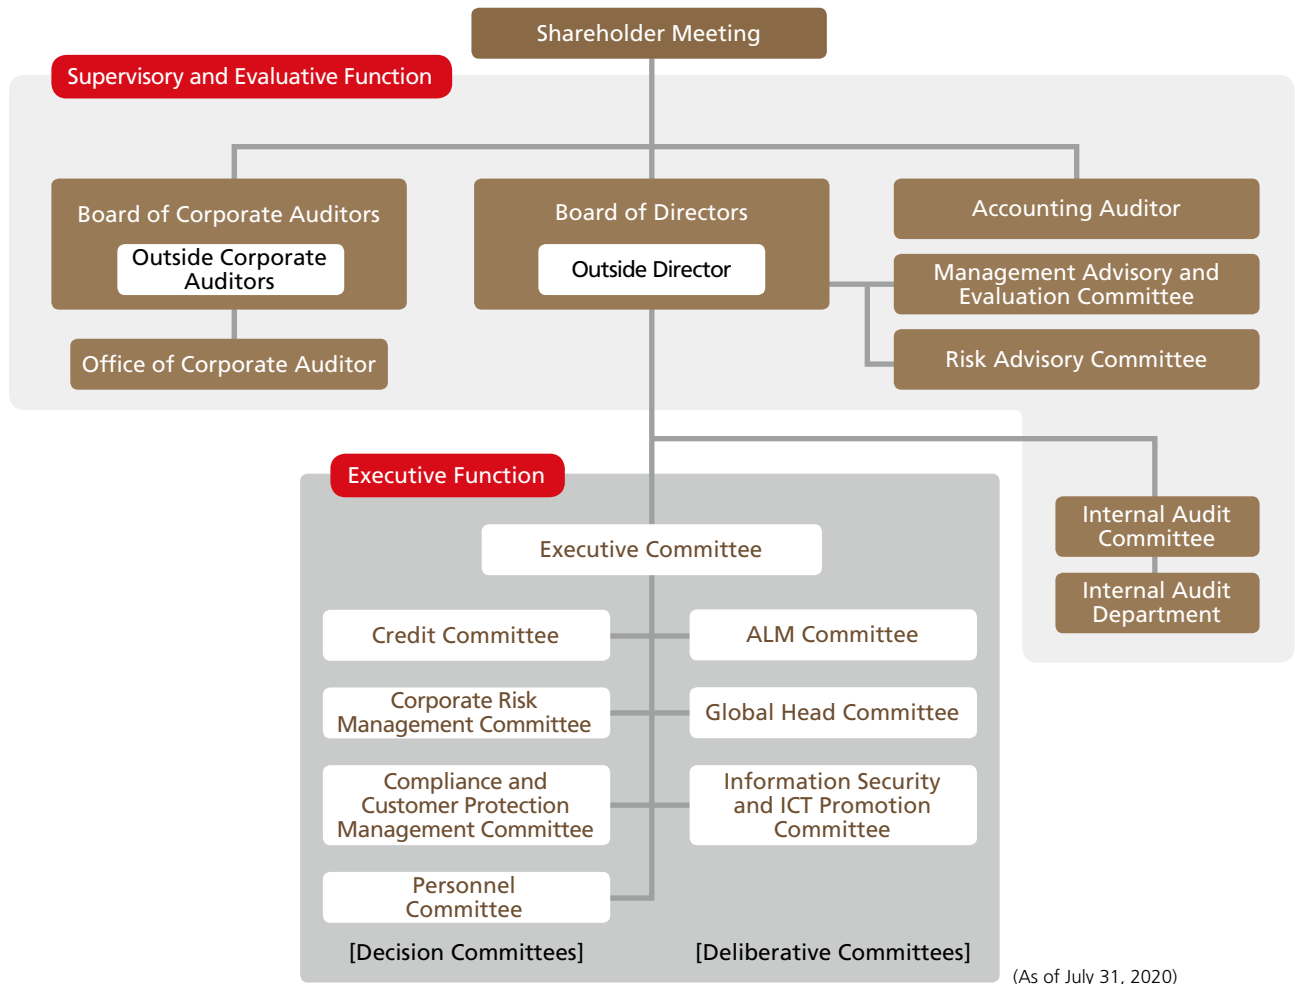 Shareholder Meeting
Supervisory and Evaluative Function
Board of Corporate Auditors
Outside Corporate
Auditors
Office of Corporate Auditor
Board of Directors
Outside Director
Accounting Auditor
Management Advisory and
Evaluation Committee
Risk Advisory Committee
Internal Audit
Committee
Internal Audit
Department
Executive Function
Executive Committee
Credit Committee
ALM Committee
Corporate Risk
Management Committee
Global Head Committee
Compliance and
Customer Protection
Management Committee
Information Security
and ICT Promotion
Committee
Personnel
Committee
[Decision Committees]
[Deliberative Committees]
(As of July 31, 2020)